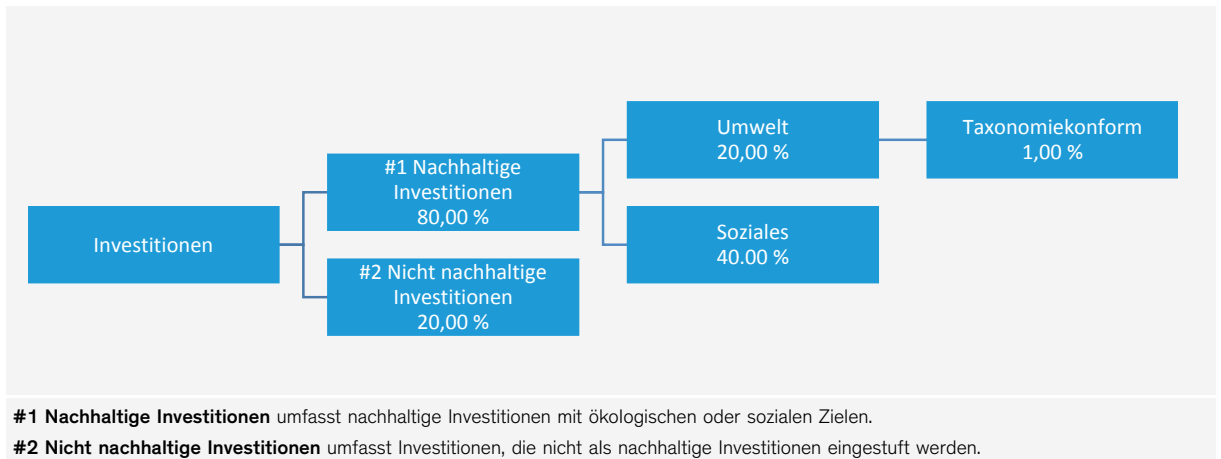 Investitionen
#1 Nachhaltige
Investitionen
80,00 %
#2 Nicht nachhaltige
Investitionen
20,00 %
Umwelt
20,00 %
Soziales
40.00 %
Taxonomiekonform
1,00 %
#1 Nachhaltige Investitionen umfasst nachhaltige Investitionen mit ökologischen oder sozialen Zielen.
#2 Nicht nachhaltige Investitionen umfasst Investitionen, die nicht als nachhaltige Investitionen eingestuft werden.